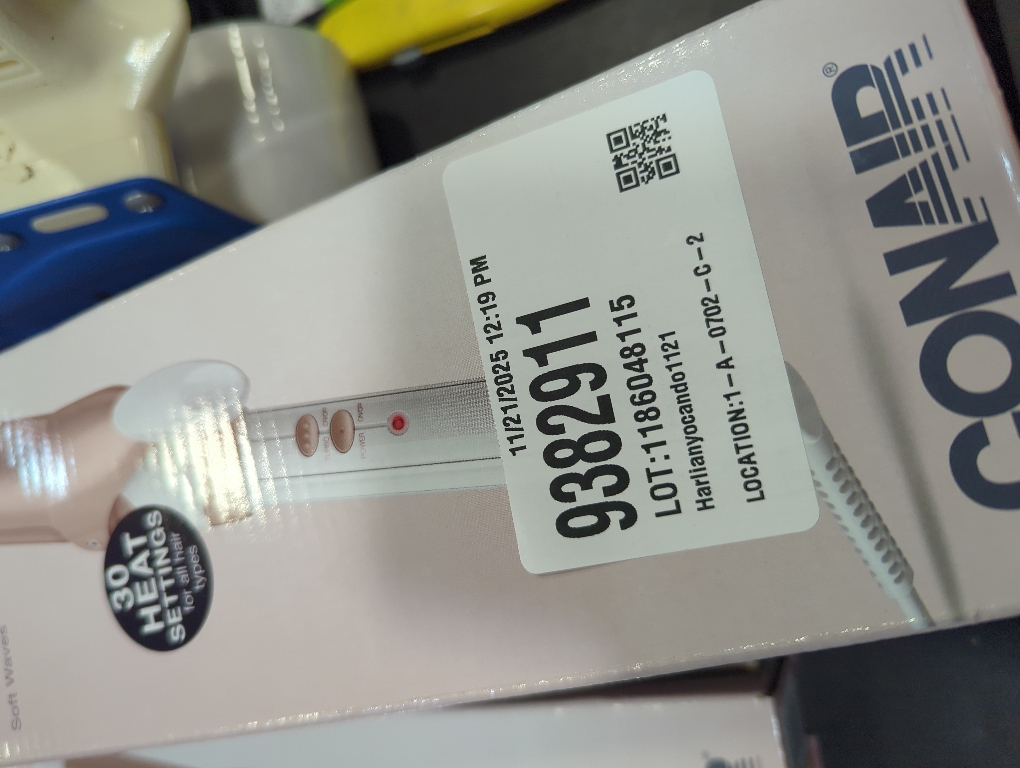 CONAIR®
11/21/2025 12:19 PM
9382911
LOT:1186048115
Harlianyocando1121
LOCATION:1-A-0702-C-2
30
HEAT
SETTINGS
for all hair
types
Soft Waves